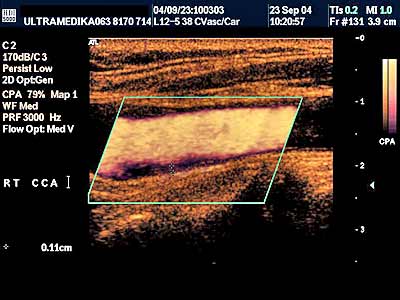 ULTRAMEDIKA063 8170 714
04/09/23:100303
L12-5 38 CVasc/Car
23 Sep 04
10:20:57
TIs 0.2 MI 1.0
Fr #131 3.9 cm
C 2
170dB/C 3
Persist Low
2D OptGen
CPA 79% Map 1
WF Med
PRF 3000 Hz
Flow Opt: Med V
RT CCA
0.11cm
ATL
0
1
2
3
CPA